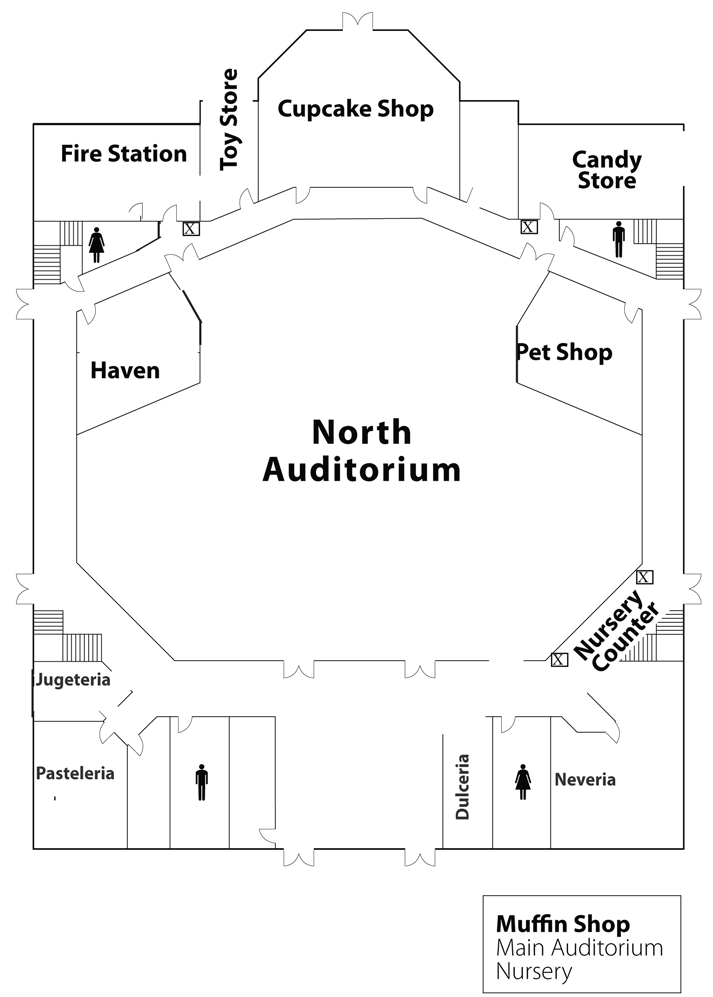 Cupcake Shop
Toy Store
Fire Station
Candy
Store
X
X
Haven
Pet Shop
North
Auditorium
X
Nursery
Counter
X
Jugeteria
Pasteleria
Dulceria
Neveria
Muffin Shop
Main Auditorium
Nursery